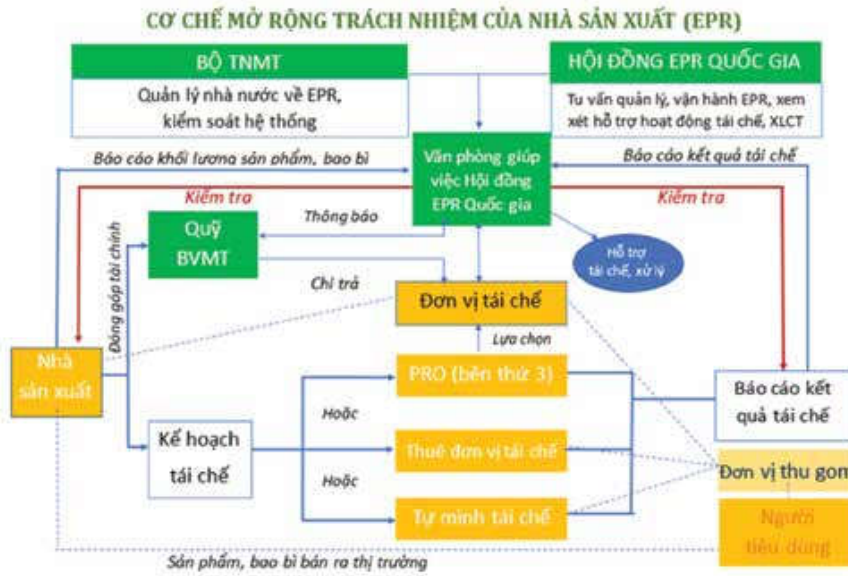 CƠ CHẾ MỞ RỘNG TRÁCH NHIỆM CỦA NHÀ SẢN XUẤT (EPR)
BỘ TNMT
Quản lý nhà nước về EPR,
kiểm soát hệ thống
HỘI ĐỒNG EPR QUỐC GIA
Tu vấn quản lý, vận hành EPR, xem
xét hỗ trợ hoạt động tái chế, XLCT
Báo cáo khối lượng sản phẩm, bao bì
Văn phòng giúp
việc Hội đồng
EPR Quốc gia
Báo cáo kết quả tái chế
Kiểm tra
Kiểm tra
Đóng góp tài chính
Quỹ
BVMT
Thông báo
Hỗ trợ
tái chế, xử lý
Chi trả
Đơn vị tái chế
Lựa chọn
Nhà
sản xuất
PRO (bên thứ 3)
Báo cáo kết
quả tái chế
Hoặc
Kế hoạch
tái chế
Thuê đơn vị tái chế
Đơn vị thu gom
Hoặc
Tự mình tái chế
Người
tiêu dùng
Sản phẩm, bao bì bán ra thị trường